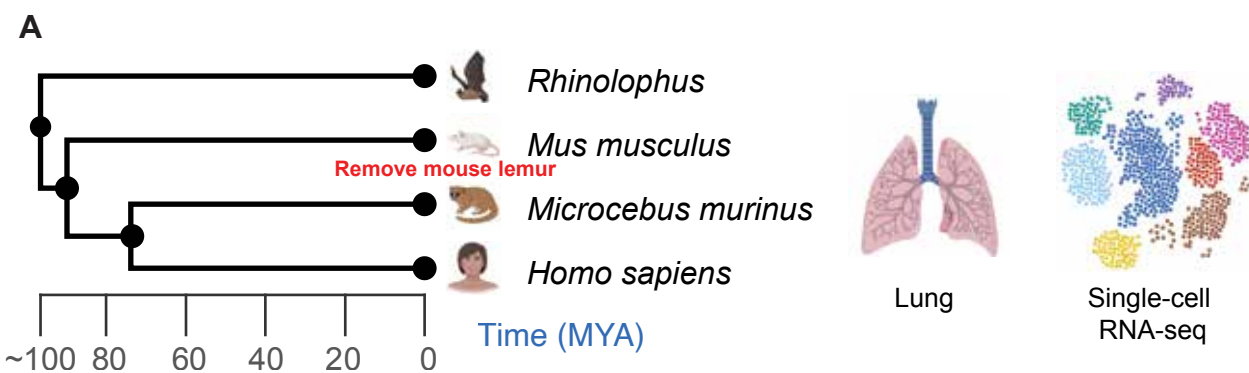 A
Rhinolophus
Mus musculus
Remove mouse lemur
Microcebus murinus
Homo sapiens
Lung
Single-cell
RNA-seq
Time (MYA)
~100 80 60 40 20 0